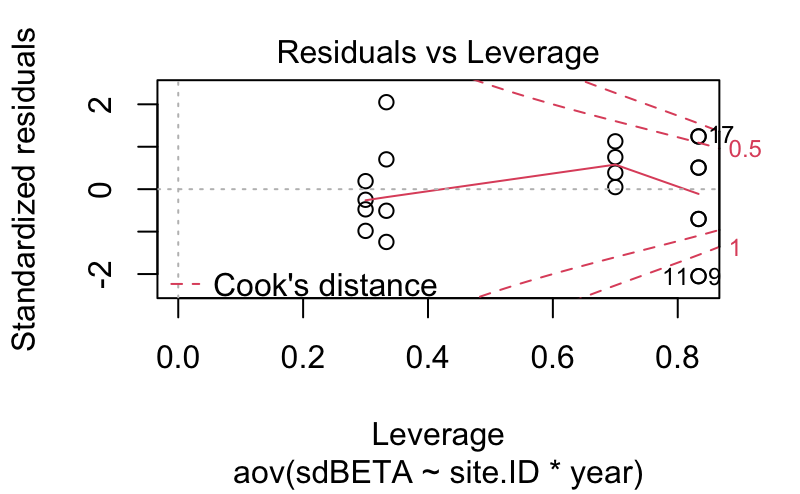 Residuals vs Leverage
Standardized residuals
2
0
-2
17
0.5
1
11
9
Cook's distance
0.0 0.2 0.4 0.6 0.8
Leverage
aov(sdBETA ~ site.ID * year)